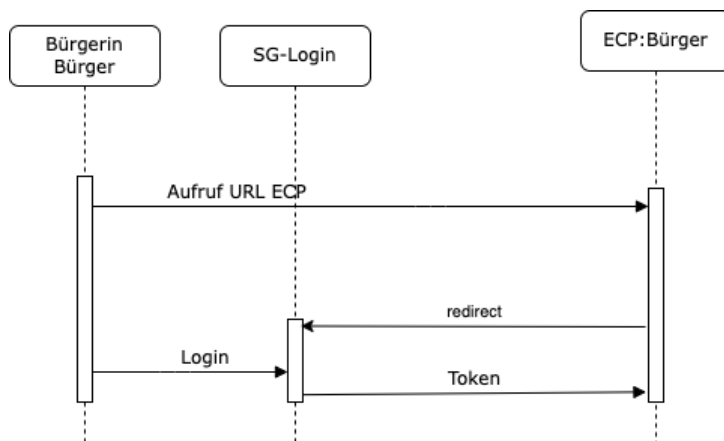 Bürgerin
Bürger
SG-Login
ECP:Bürger
Aufruf URL ECP
redirect
Login
Token